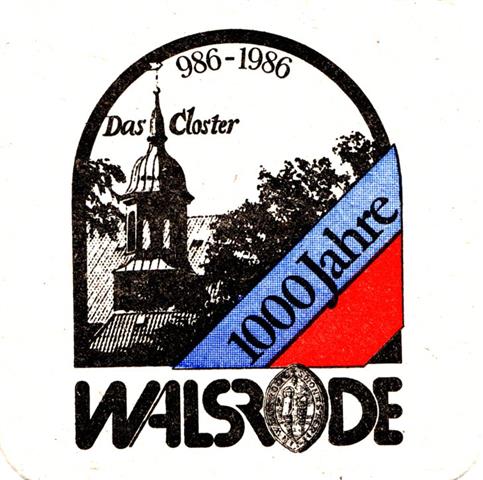 986-1986
Das Closter
1000 Jahre
WALSRODE